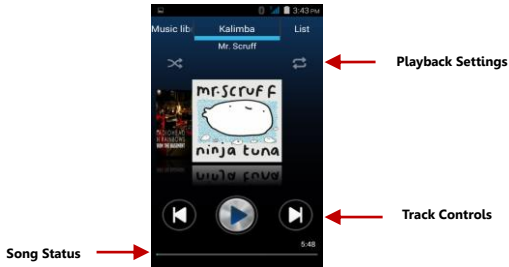 3:43 PM
Music lib
Kalimba
List
Mr. Scruff
Playback Settings
mr.scruff
ninja tuna
Track Controls
5:48
Song Status